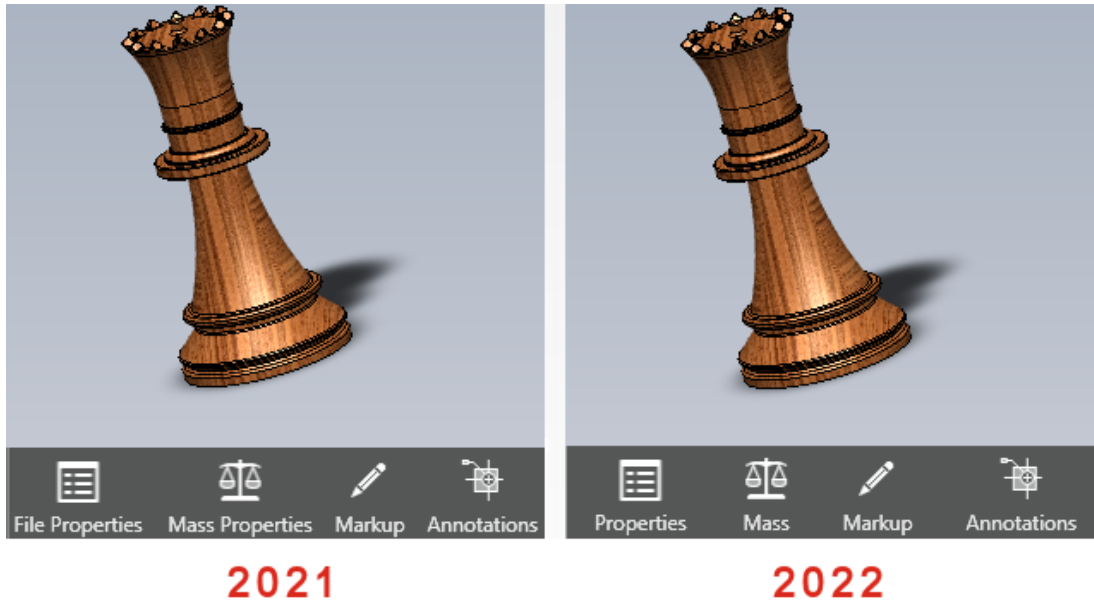 File Properties Mass Properties Markup Annotations
Properties Mass Markup Annotations
2021
2022